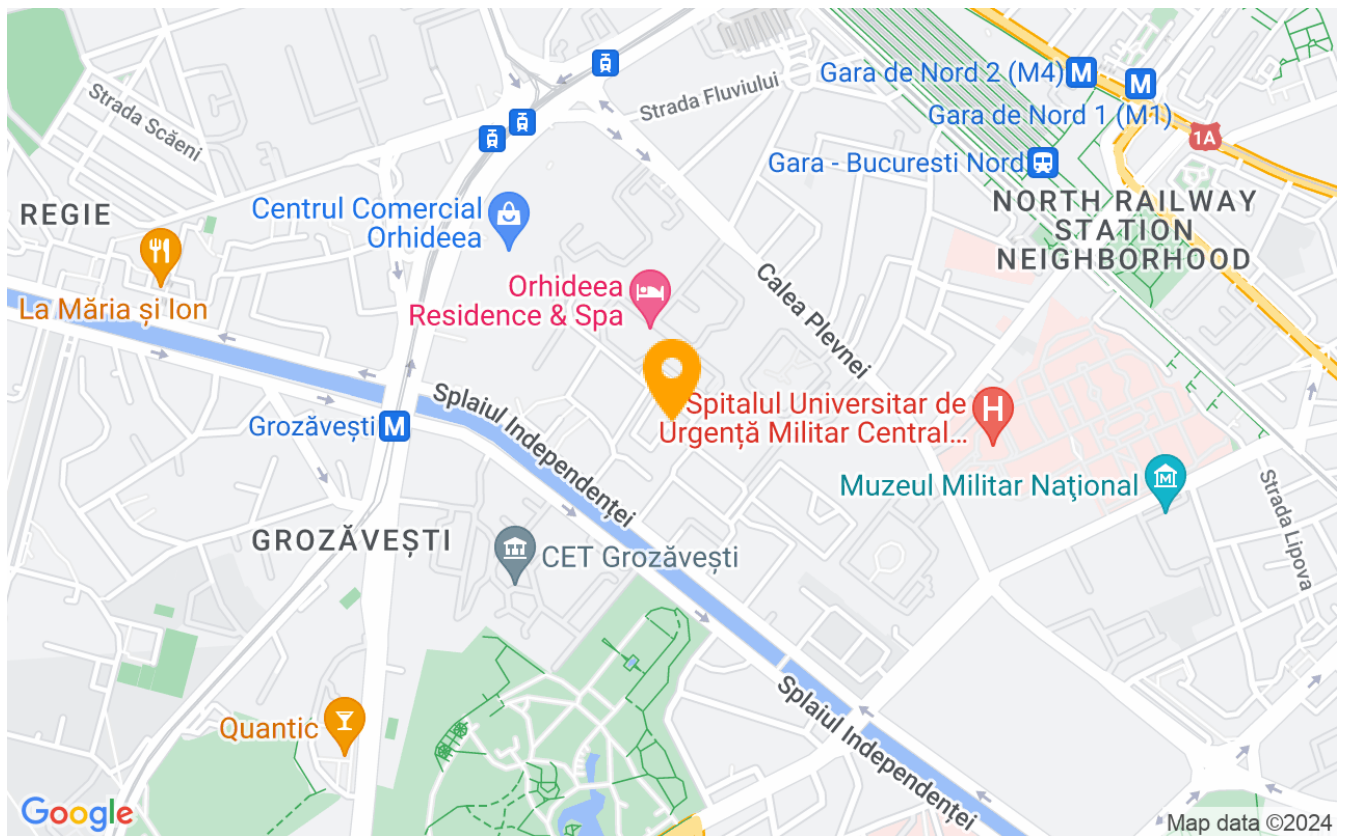 Strada Scăeni
Strada Fluviului
Gara de Nord 2 (M4)
M
M
Gara de Nord 1 (M1)
1A
Gara - Bucuresti Nord
REGIE
Centrul Comercial
Orhideea
NORTH RAILWAY
STATION
NEIGHBORHOOD
La Măria și Ion
Orhideea
Residence & Spa
Calea Plevnei
Splaiul Independenței
Grozăvești
M
Spitalul Universitar de
Urgență Militar Central...
H
Muzeul Militar Naţional
M
Strada Lipova
GROZĂVEȘTI
CET Grozăvești
Quantic
Splaiul Independenței
Google
Map data ©2024